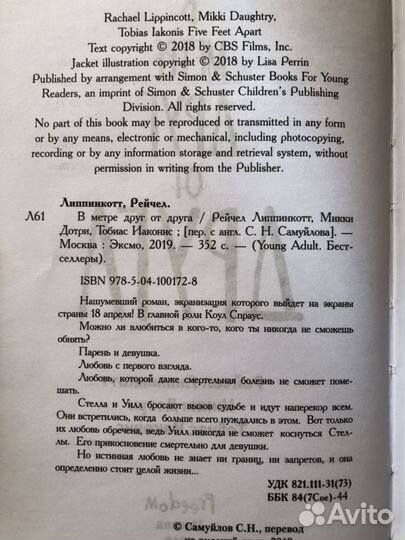 Rachael Lippincott, Mikki Daughtry,
Tobias Iakonis Five Feet Apart
Text copyright © 2018 by CBS Films, Inc.
Jacket illustration copyright © 2018 by Lisa Perrin
Published by arrangement with Simon & Schuster Books For Young
Readers, an imprint of Simon & Schuster Children's Publishing
Division. All rights reserved.
No part of this book may be reproduced or transmitted in any form
or by any means, electronic or mechanical, including photocopying,
recording or by any information storage and retrieval system, without
permission in writing from the Publisher.
Липпинкотт, Рейчел.
Л61 В метре друг от друга / Рейчел Липпинкотт, Микки
Дотри, Тобиас Иаконис ; [пер. с англ. С. Н. Самуйлова]. —
Москва : Эксмо, 2019. — 352 с. — (Young Adult. Бест-
селлеры).
ISBN 978-5-04-100172-8
Нашумевший роман, экранизация которого выйдет на экраны
страны 18 апреля! В главной роли Коул Спраус.
Можно ли влюбиться в кого-то, кого ты никогда не сможешь
обнять?
Парень и девушка.
Любовь с первого взгляда.
Любовь, которой даже смертельная болезнь не сможет поме-
шать.
Стелла и Уилл бросают вызов судьбе и идут наперекор всем.
Они встретились, когда больше всего нуждались в этом. Вот только
их любовь обречена, ведь Уилл никогда не сможет коснуться Стел-
лы. Его прикосновение смертельно для девушки.
Но истинная любовь не знает ни границ, ни запретов, и она
определенно стоит целой жизни...
УДК 821.111-31(73)
ББК 84(7Сое)-44
Freedom
© Самуйлов С.Н., перевод
Avito